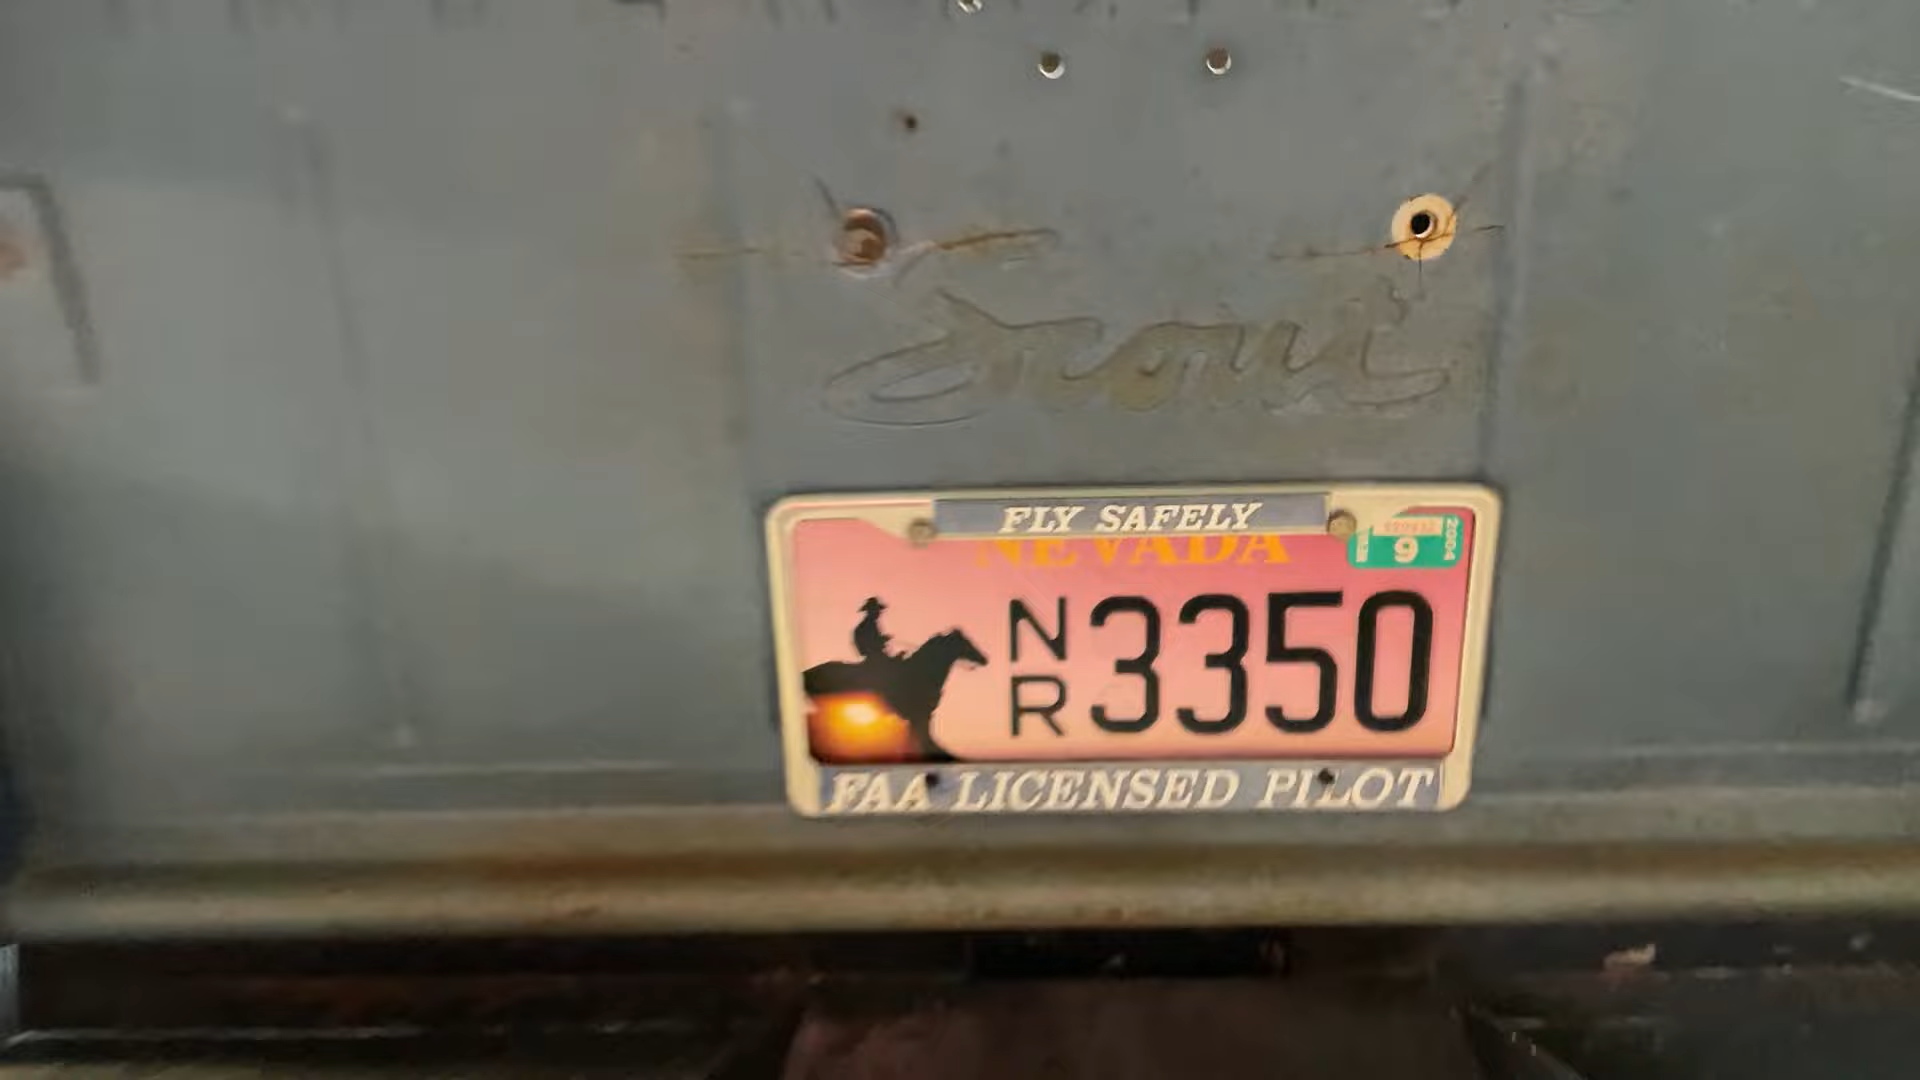 Scout
FLY SAFELY
NEVADA
2004
9
NR3350
FAA LICENSED PILOT